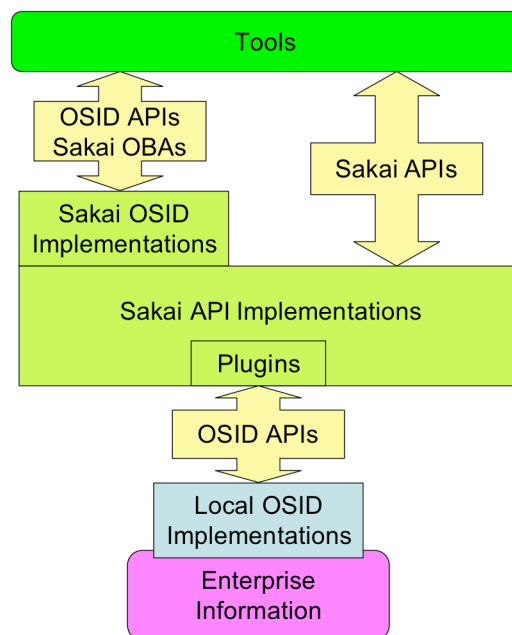 Tools
OSID APIs
Sakai OBAs
Sakai APIs
Sakai OSID
Implementations
Sakai API Implementations
Plugins
OSID APIs
Local OSID
Implementations
Enterprise
Information